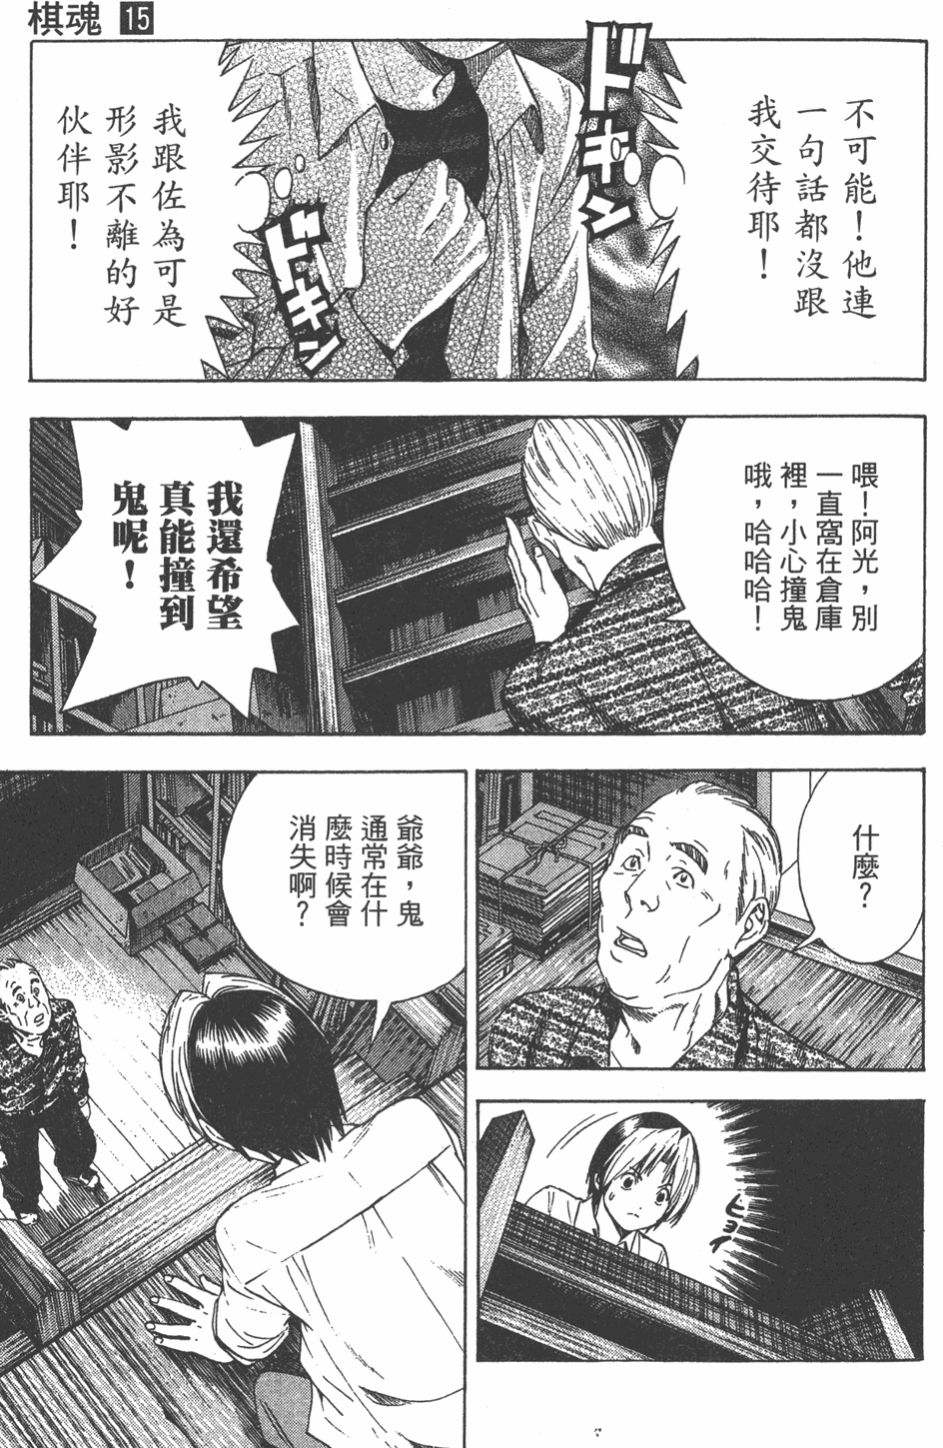 棋魂 15
不可能！他連
一句話都沒跟
我交待耶！
ドキン
ドキン
我跟佐為可是
形影不離的好
伙伴耶！
喂！阿光，別
一直窩在倉庫
裡，小心撞鬼
哦，哈哈哈！
我還希望
真能撞到
鬼呢！
什麼？
ヒョイ
爺爺，鬼
通常在什
麼時候會
消失啊？